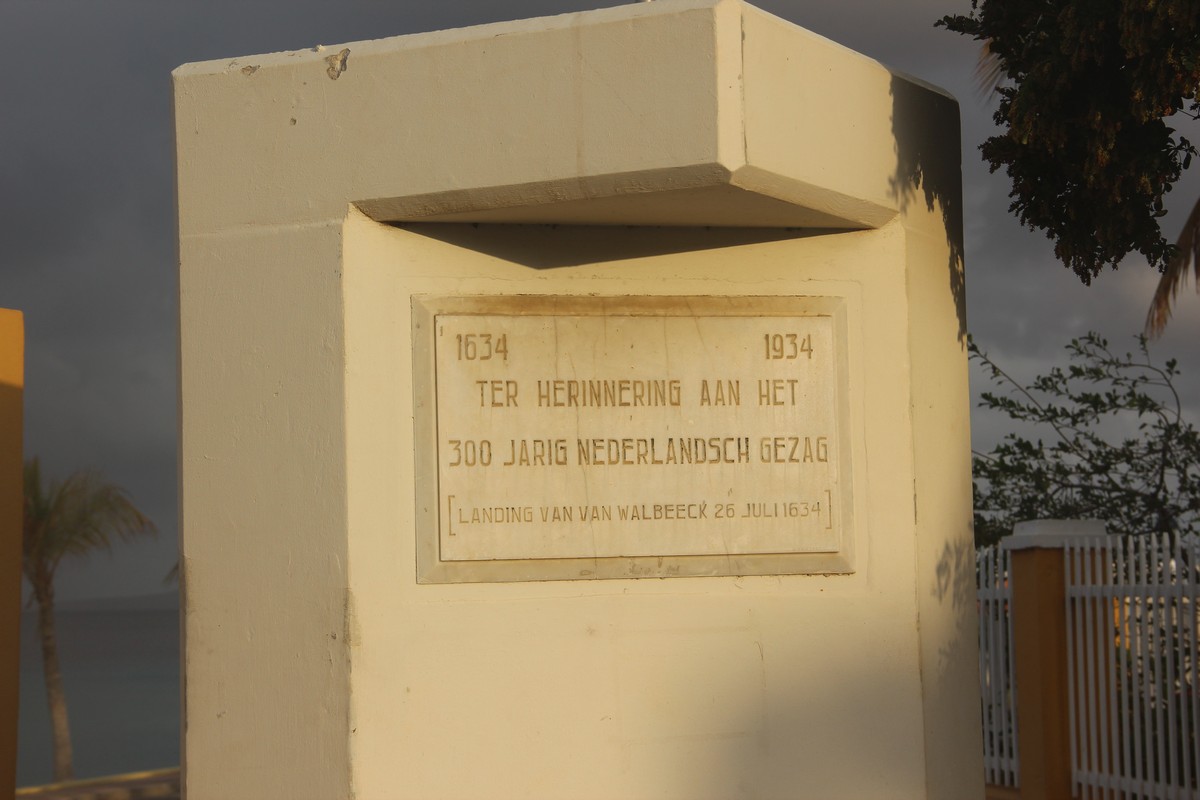 1634 1934
TER HERINNERING AAN HET
300 JARIG NEDERLANDSCH GEZAG
[LANDING VAN VAN WALBEECK 26 JULI 1634]